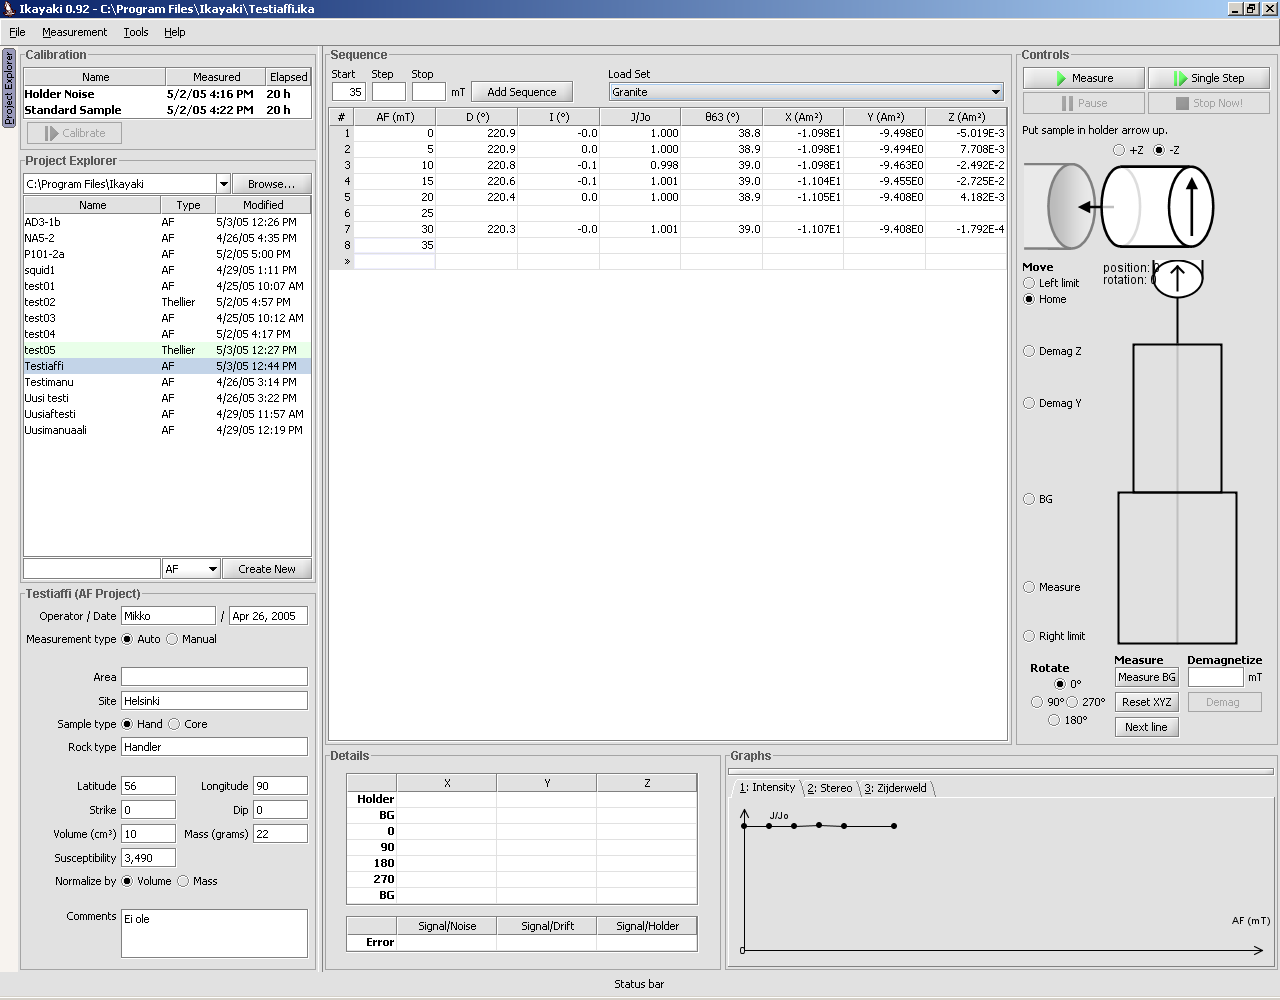 Ikayaki 0.92 - C:\Program Files\Ikayaki\Testiaffi.ika
File Measurement Tools Help
Project Explorer
Calibration
Name Measured Elapsed
Holder Noise 5/2/05 4:16 PM 20 h
Standard Sample 5/2/05 4:22 PM 20 h
Calibrate
Project Explorer
C:\Program Files\Ikayaki Browse...
Name Type Modified
AD3-1b AF 5/3/05 12:26 PM
NA5-2 AF 4/26/05 4:35 PM
P101-2a AF 5/2/05 5:00 PM
squid1 AF 4/29/05 1:11 PM
test01 AF 4/25/05 10:07 AM
test02 Thellier 5/2/05 4:57 PM
test03 AF 4/25/05 10:12 AM
test04 AF 5/2/05 4:17 PM
test05 Thellier 5/3/05 12:27 PM
Testiaffi AF 5/3/05 12:44 PM
Testimanu AF 4/26/05 3:14 PM
Uusi testi AF 4/26/05 3:22 PM
Uusiaftesti AF 4/29/05 11:57 AM
Uusimanuaali AF 4/29/05 12:19 PM
AF Create New
Testiaffi (AF Project)
Operator / Date Mikko / Apr 26, 2005
Measurement type Auto Manual
Area
Site Helsinki
Sample type Hand Core
Rock type Handler
Latitude 56 Longitude 90
Strike 0 Dip 0
Volume (cm³) 10 Mass (grams) 22
Susceptibility 3,490
Normalize by Volume Mass
Comments Ei ole
Sequence
Start Step Stop Load Set
35 mT Add Sequence Granite
# AF (mT) D (°) I (°) J/Jo θ63 (°) X (Am²) Y (Am²) Z (Am²)
1 0 220.9 -0.0 1.000 38.8 -1.098E1 -9.498E0 -5.019E-3
2 5 220.9 0.0 1.000 38.9 -1.098E1 -9.494E0 7.708E-3
3 10 220.8 -0.1 0.998 39.0 -1.098E1 -9.463E0 -2.492E-2
4 15 220.6 -0.1 1.001 39.0 -1.104E1 -9.455E0 -2.725E-2
5 20 220.4 0.0 1.001 38.9 -1.105E1 -9.408E0 4.182E-3
6 25
7 30 220.3 -0.0 1.001 39.0 -1.107E1 -9.408E0 -1.792E-4
8 35
»
Controls
Measure Single Step
Pause Stop Now!
Put sample in holder arrow up.
+Z -Z
Move position: 0
Left limit rotation: 0
Home
Demag Z
Demag Y
BG
Measure
Right limit
Rotate Measure Demagnetize
0° Measure BG mT
90° 270° Reset XYZ Demag
180° Next line
Details
X Y Z
Holder
BG
0
90
180
270
BG
Signal/Noise Signal/Drift Signal/Holder
Error
Graphs
1: Intensity 2: Stereo 3: Zijderweld
J/Jo
AF (mT)
0
Status bar